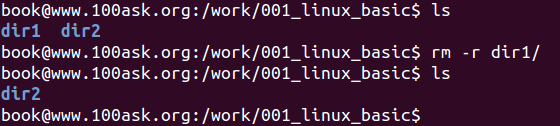 book@www.100ask.org:/work/001_linux_basic$ ls
dir1  dir2
book@www.100ask.org:/work/001_linux_basic$ rm -r dir1/
book@www.100ask.org:/work/001_linux_basic$ ls
dir2
book@www.100ask.org:/work/001_linux_basic$